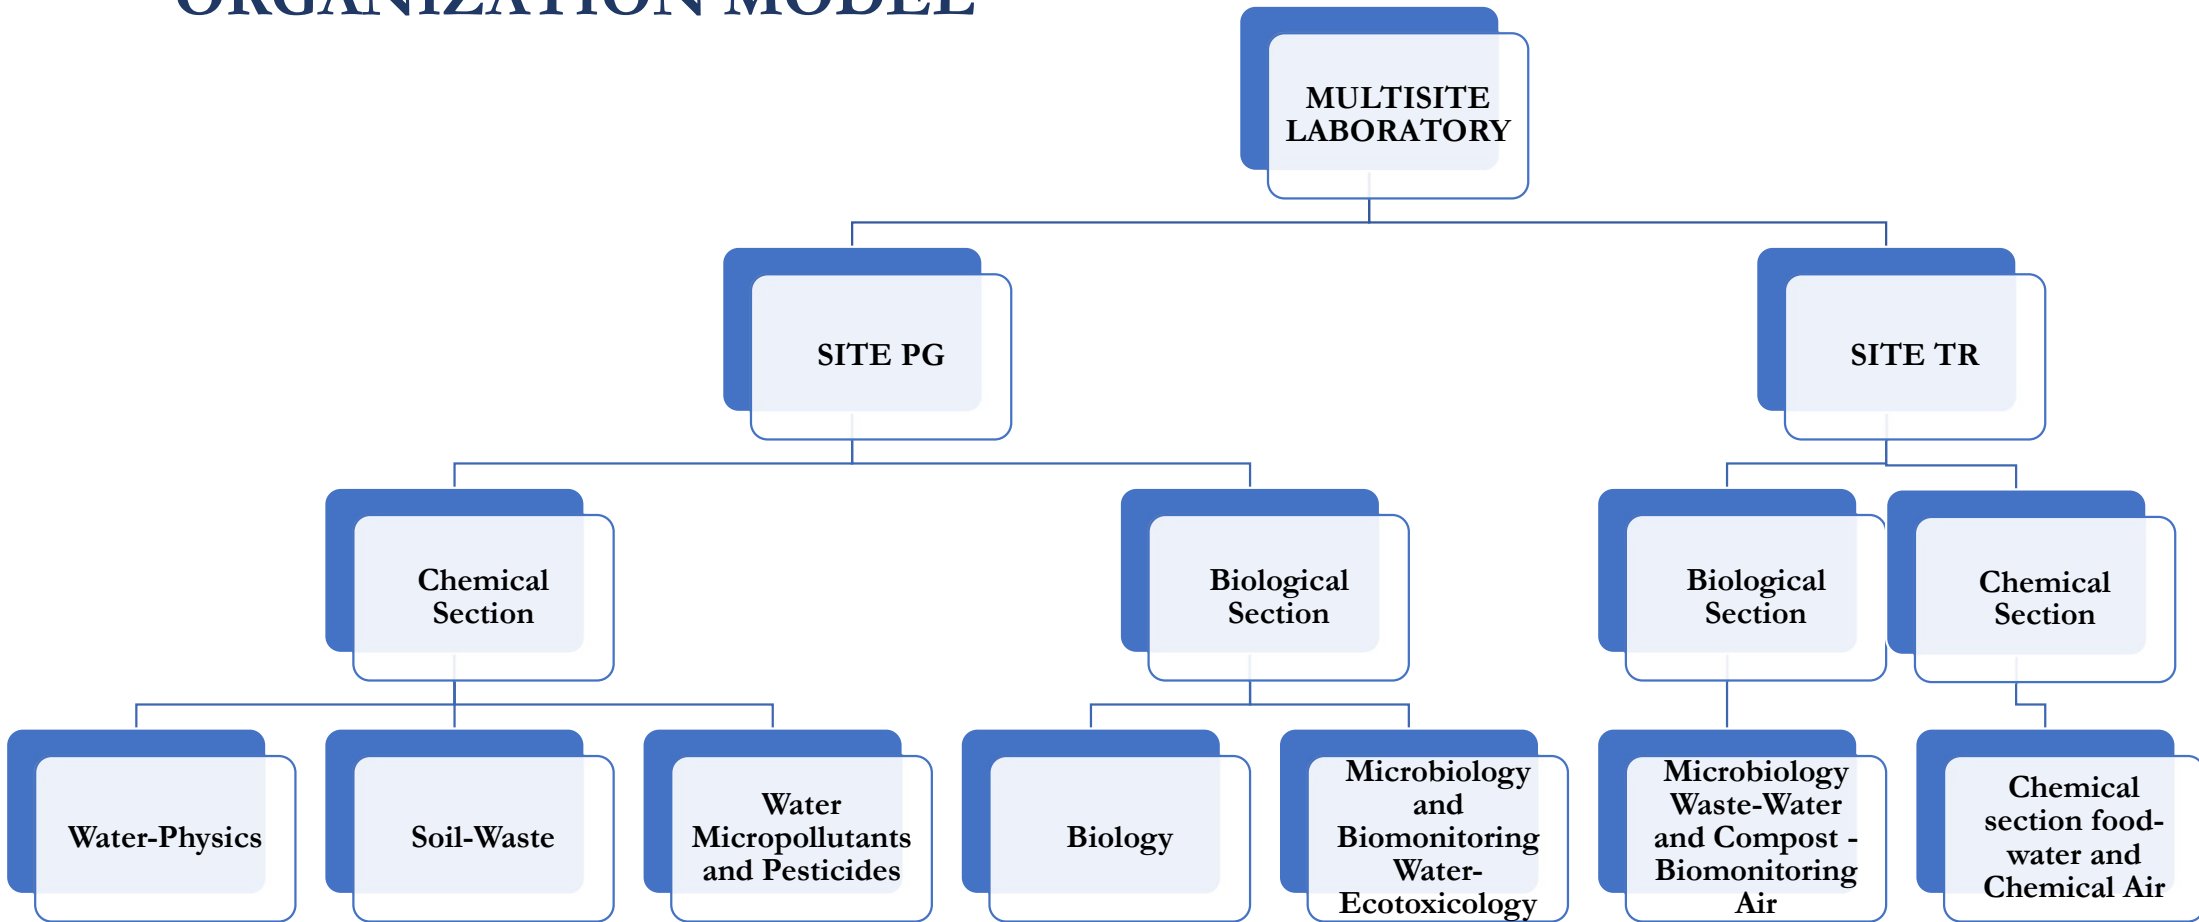 ORGANIZATION MODEL
MULTISITE
LABORATORY
SITE PG
SITE TR
Chemical
Section
Biological
Section
Biological
Section
Chemical
Section
Water-Physics
Soil-Waste
Water
Micropollutants
and Pesticides
Biology
Microbiology
and
Biomonitoring
Water-
Ecotoxicology
Microbiology
Waste-Water
and Compost -
Biomonitoring
Air
Chemical
section food-
water and
Chemical Air